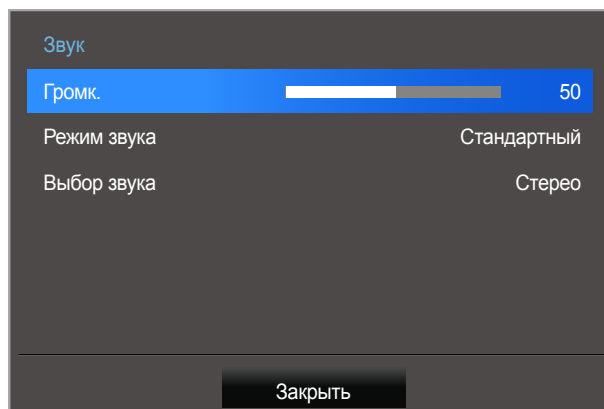 Звук
Громк. 50
Режим звука Стандартный
Выбор звука Стерео
Закрыть